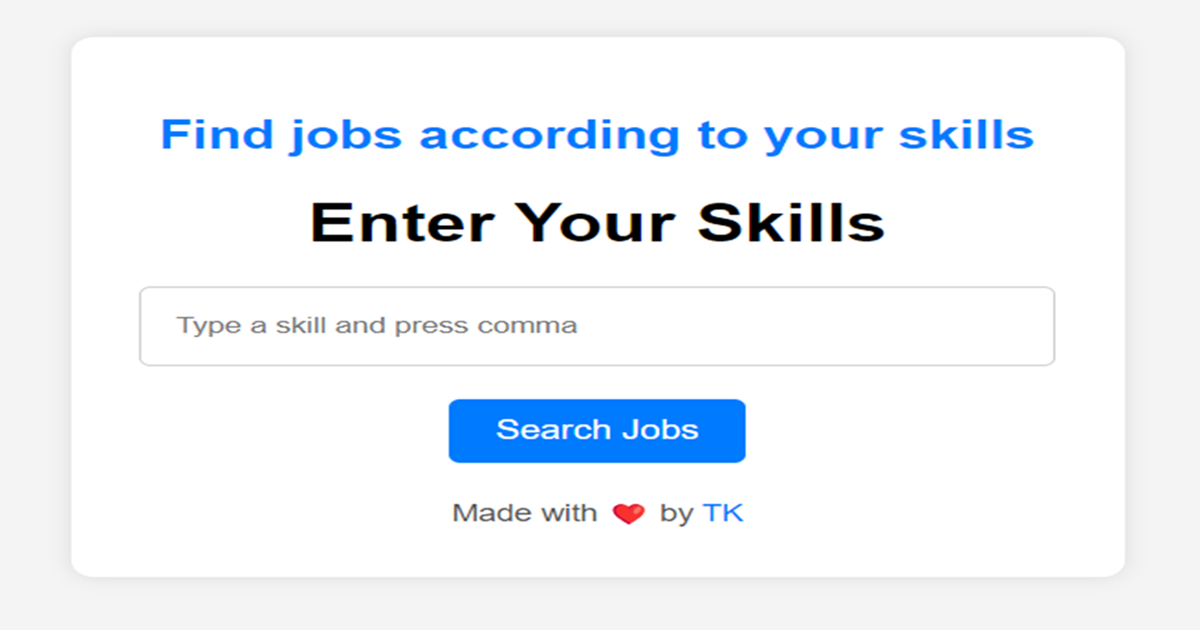 Find jobs according to your skills
Enter Your Skills
Type a skill and press comma
Search Jobs
Made with ❤️ by TK